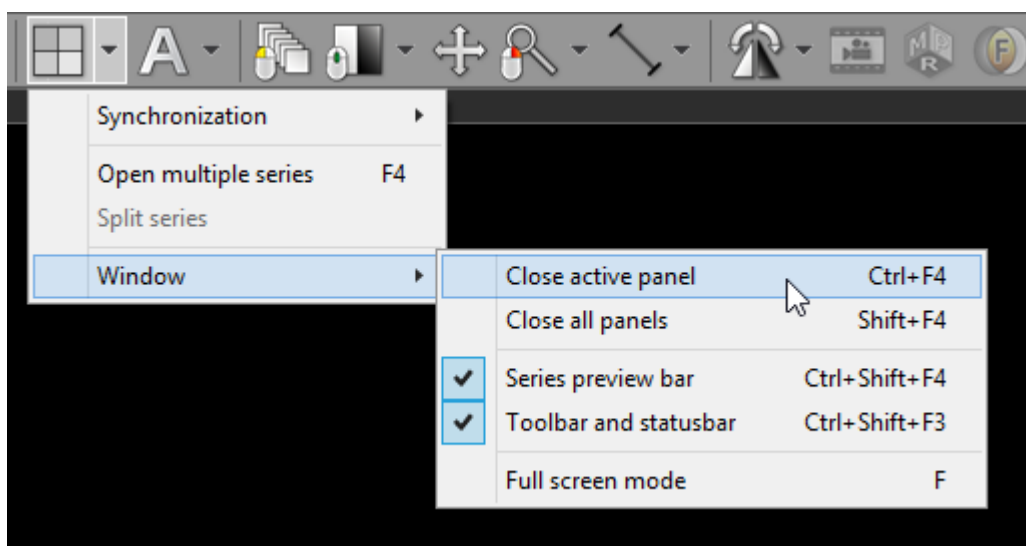 A
MPR
F
Synchronization
Open multiple series F4
Split series
Window
Close active panel Ctrl+F4
Close all panels Shift+F4
Series preview bar Ctrl+Shift+F4
Toolbar and statusbar Ctrl+Shift+F3
Full screen mode F